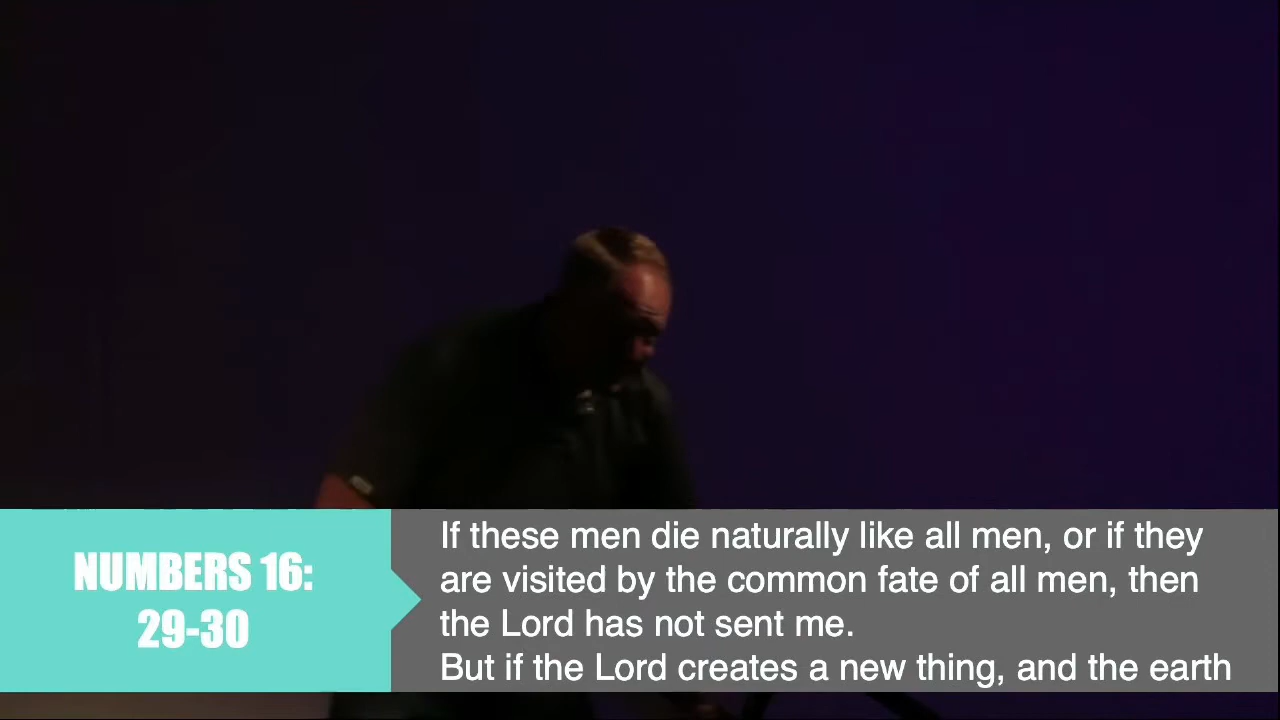 NUMBERS 16:
29-30
If these men die naturally like all men, or if they
are visited by the common fate of all men, then
the Lord has not sent me.
But if the Lord creates a new thing, and the earth